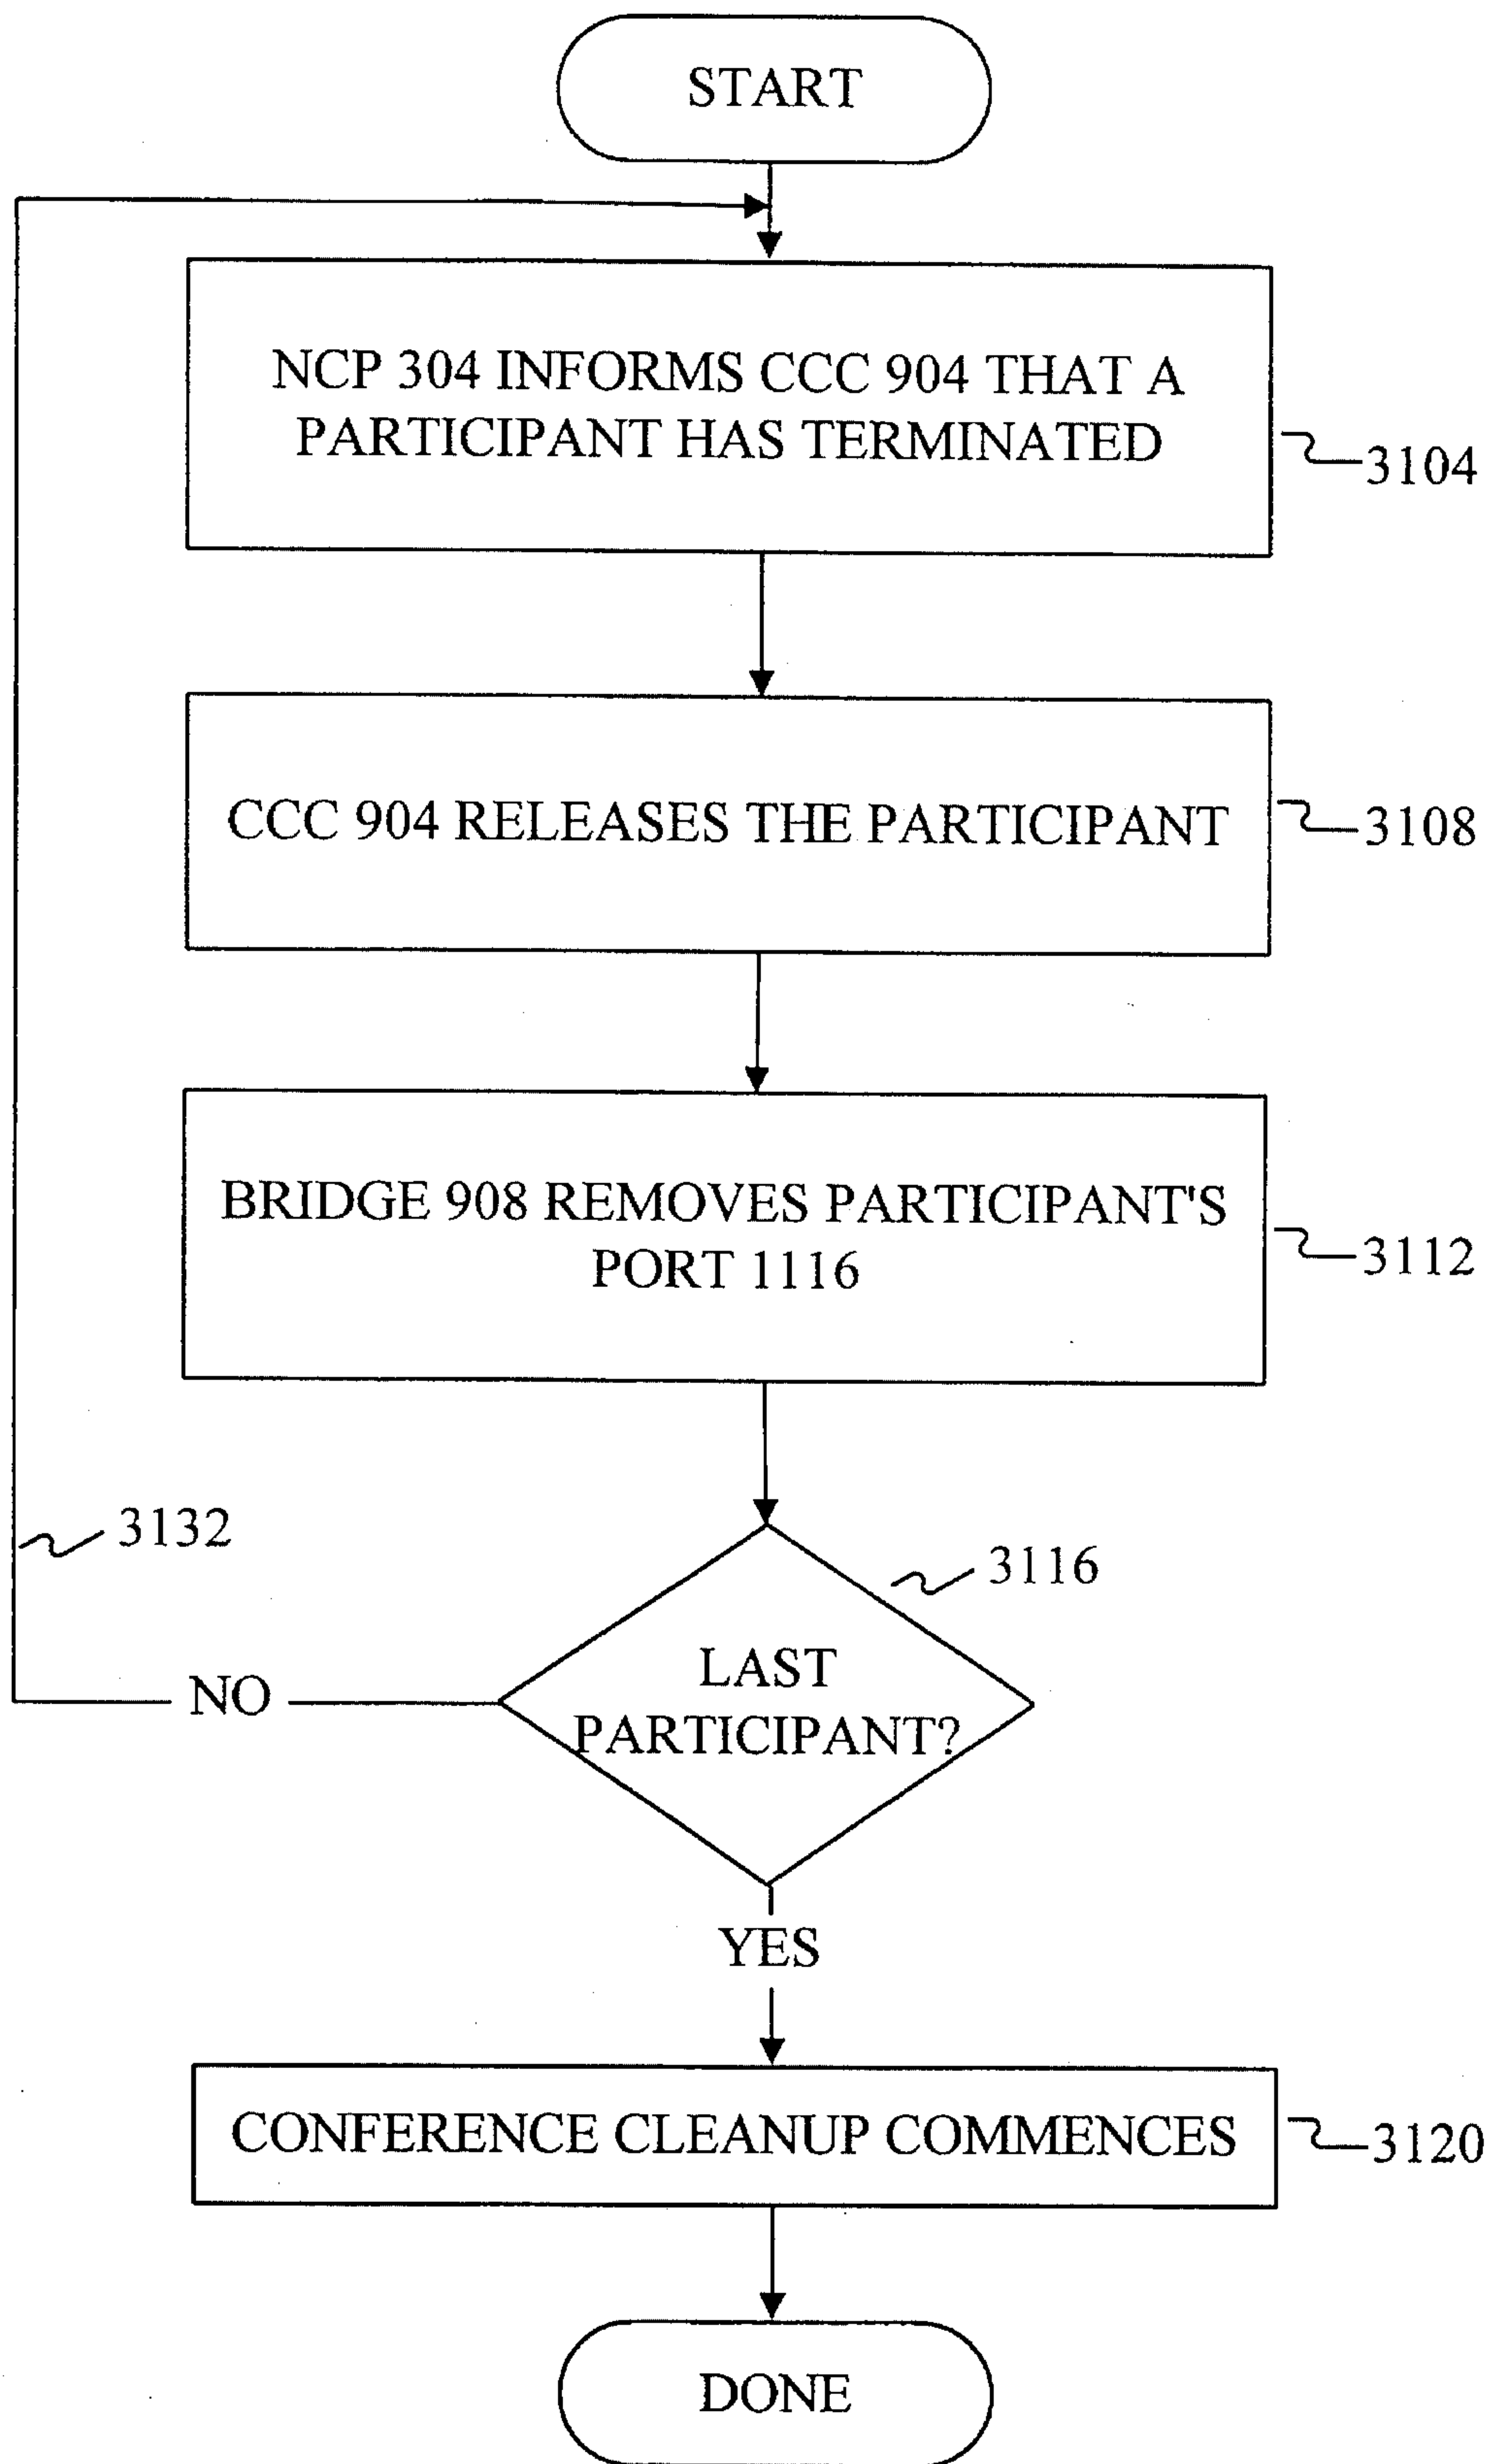 START
NCP 304 INFORMS CCC 904 THAT A
PARTICIPANT HAS TERMINATED
3104
CCC 904 RELEASES THE PARTICIPANT
3108
BRIDGE 908 REMOVES PARTICIPANT'S
PORT 1116
3112
3132
3116
LAST
PARTICIPANT?
NO
YES
CONFERENCE CLEANUP COMMENCES
3120
DONE